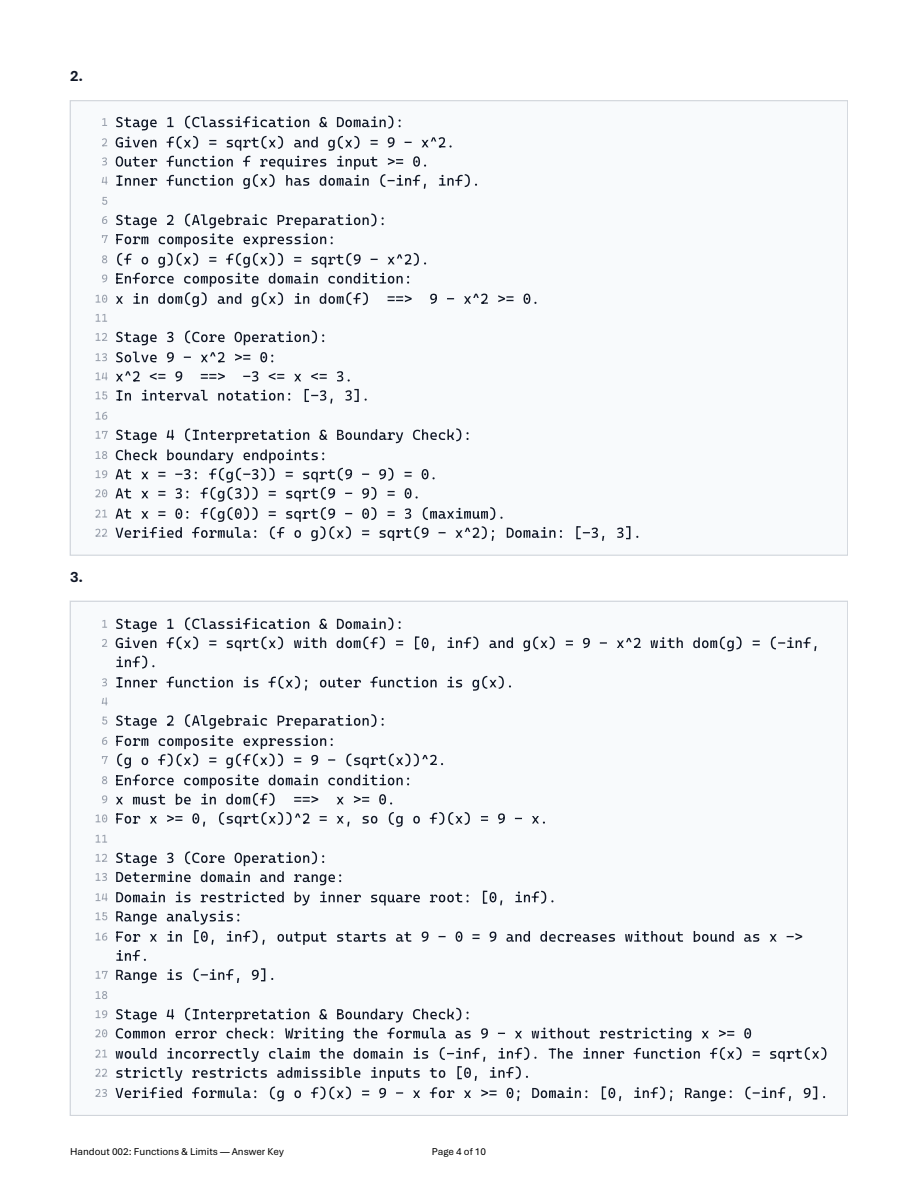 2.
1 Stage 1 (Classification & Domain):
2 Given f(x) = sqrt(x) and g(x) = 9 − x^2.
3 Outer function f requires input >= 0.
4 Inner function g(x) has domain (−inf, inf).
5
6 Stage 2 (Algebraic Preparation):
7 Form composite expression:
8 (f o g)(x) = f(g(x)) = sqrt(9 − x^2).
9 Enforce composite domain condition:
10 x in dom(g) and g(x) in dom(f)  ==>  9 − x^2 >= 0.
11
12 Stage 3 (Core Operation):
13 Solve 9 − x^2 >= 0:
14 x^2 <= 9  ==>  −3 <= x <= 3.
15 In interval notation: [−3, 3].
16
17 Stage 4 (Interpretation & Boundary Check):
18 Check boundary endpoints:
19 At x = −3: f(g(−3)) = sqrt(9 − 9) = 0.
20 At x = 3: f(g(3)) = sqrt(9 − 9) = 0.
21 At x = 0: f(g(0)) = sqrt(9 − 0) = 3 (maximum).
22 Verified formula: (f o g)(x) = sqrt(9 − x^2); Domain: [−3, 3].
3.
1 Stage 1 (Classification & Domain):
2 Given f(x) = sqrt(x) with dom(f) = [0, inf) and g(x) = 9 − x^2 with dom(g) = (−inf,
inf).
3 Inner function is f(x); outer function is g(x).
4
5 Stage 2 (Algebraic Preparation):
6 Form composite expression:
7 (g o f)(x) = g(f(x)) = 9 − (sqrt(x))^2.
8 Enforce composite domain condition:
9 x must be in dom(f)  ==>  x >= 0.
10 For x >= 0, (sqrt(x))^2 = x, so (g o f)(x) = 9 − x.
11
12 Stage 3 (Core Operation):
13 Determine domain and range:
14 Domain is restricted by inner square root: [0, inf).
15 Range analysis:
16 For x in [0, inf), output starts at 9 − 0 = 9 and decreases without bound as x −>
inf.
17 Range is (−inf, 9].
18
19 Stage 4 (Interpretation & Boundary Check):
20 Common error check: Writing the formula as 9 − x without restricting x >= 0
21 would incorrectly claim the domain is (−inf, inf). The inner function f(x) = sqrt(x)
22 strictly restricts admissible inputs to [0, inf).
23 Verified formula: (g o f)(x) = 9 − x for x >= 0; Domain: [0, inf); Range: (−inf, 9].
Handout 002: Functions & Limits — Answer Key
Page 4 of 10